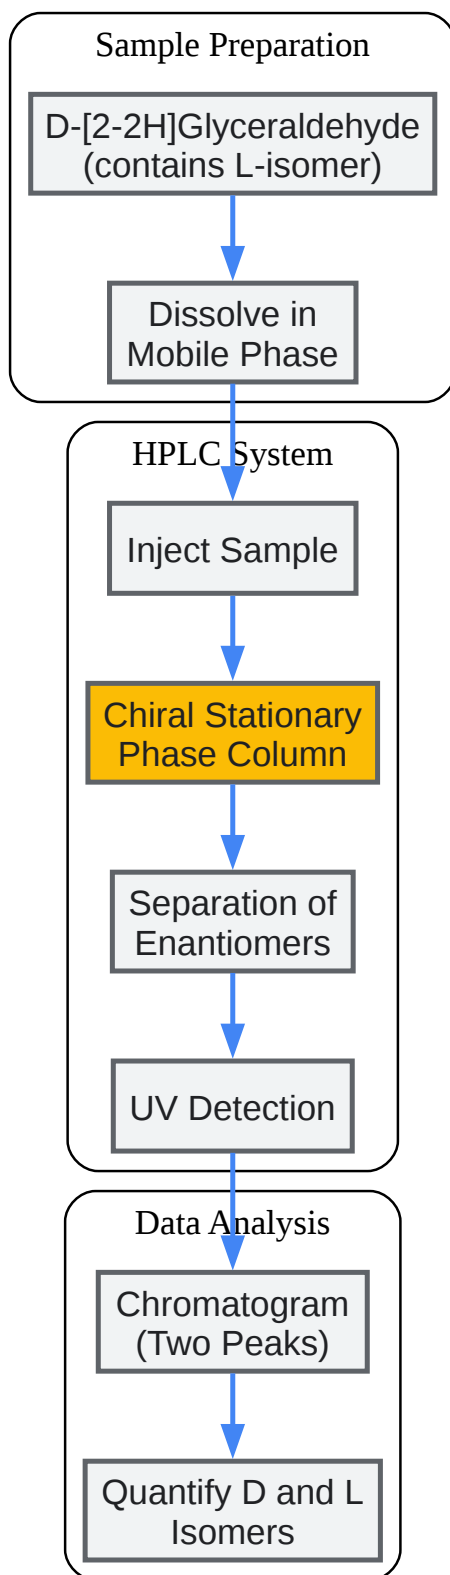 Sample Preparation
D-[2-2H]Glyceraldehyde
(contains L-isomer)
Dissolve in
Mobile Phase
HPLC System
Inject Sample
Chiral Stationary
Phase Column
Separation of
Enantiomers
UV Detection
Data Analysis
Chromatogram
(Two Peaks)
Quantify D and L
Isomers